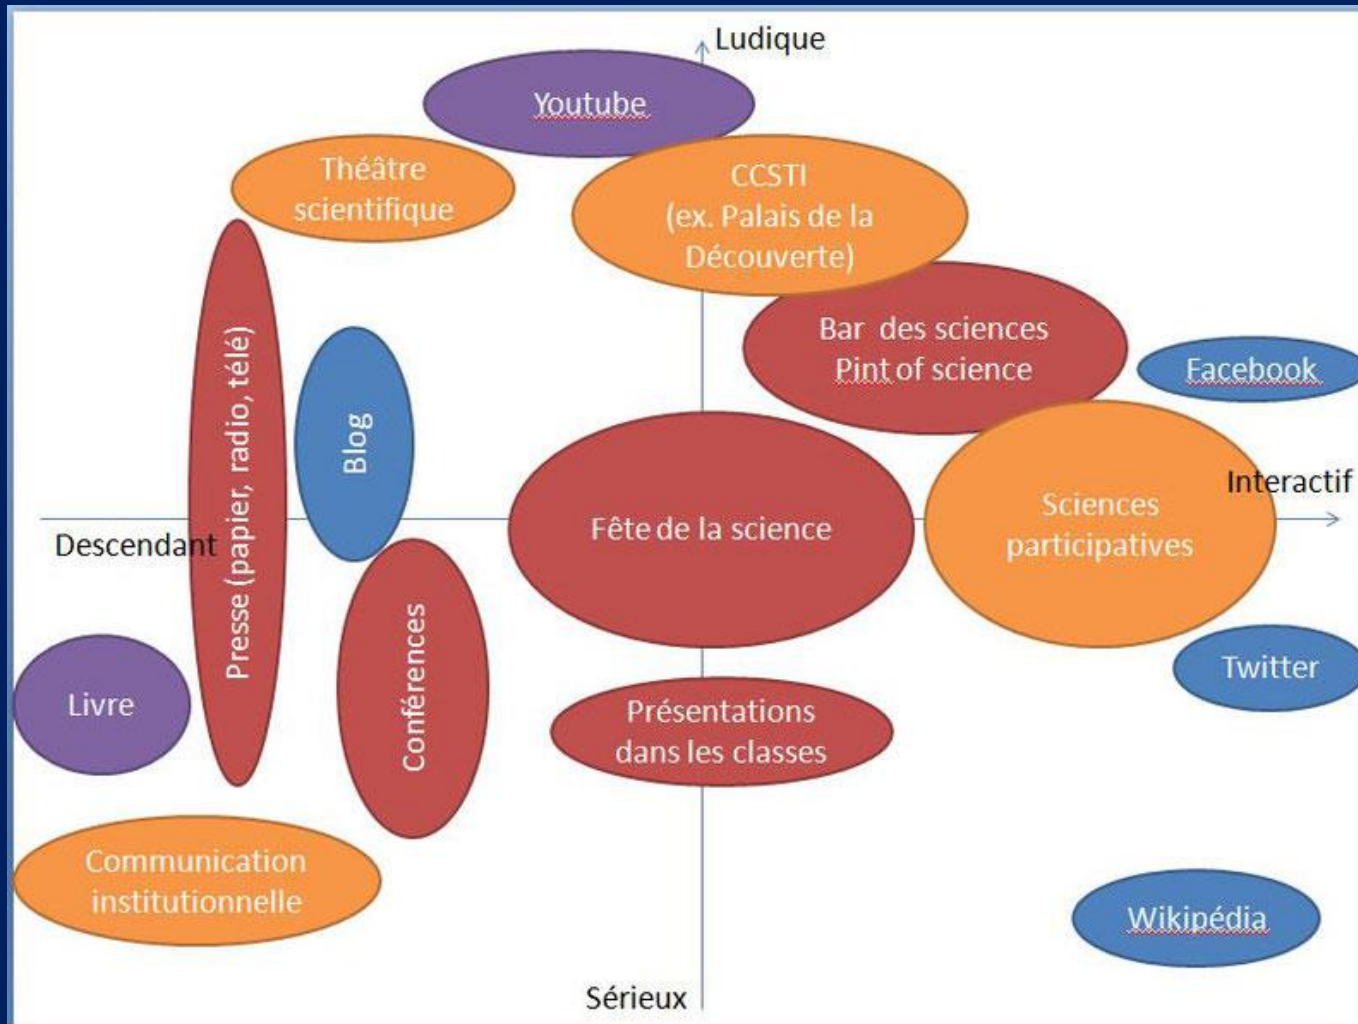 Ludique
Youtube
Théâtre
scientifique
CCSTI
(ex. Palais de la
Découverte)
Bar des sciences
Pint of science
Facebook
Presse (papier, radio, télé)
Blog
Interactif
Descendant
Fête de la science
Sciences
participatives
Conférences
Livre
Twitter
Présentations
dans les classes
Communication
institutionnelle
Wikipédia
Sérieux